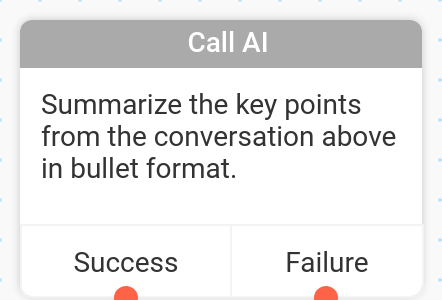 Call AI
Summarize the key points
from the conversation above
in bullet format.
Success
Failure